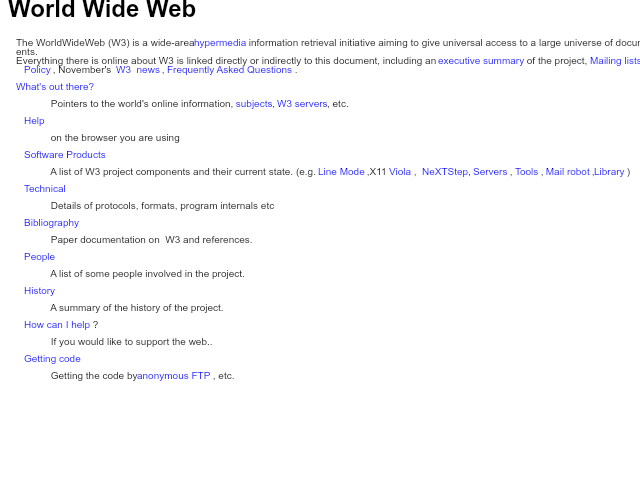 World Wide Web
The WorldWideWeb (W3) is a wide-areahypermedia information retrieval initiative aiming to give universal access to a large universe of docum
ents.
Everything there is online about W3 is linked directly or indirectly to this document, including an executive summary of the project, Mailing lists
Policy , November's W3 news , Frequently Asked Questions .
What's out there?
Pointers to the world's online information, subjects, W3 servers, etc.
Help
on the browser you are using
Software Products
A list of W3 project components and their current state. (e.g. Line Mode ,X11 Viola , NeXTStep, Servers , Tools , Mail robot ,Library )
Technical
Details of protocols, formats, program internals etc
Bibliography
Paper documentation on W3 and references.
People
A list of some people involved in the project.
History
A summary of the history of the project.
How can I help ?
If you would like to support the web..
Getting code
Getting the code byanonymous FTP , etc.